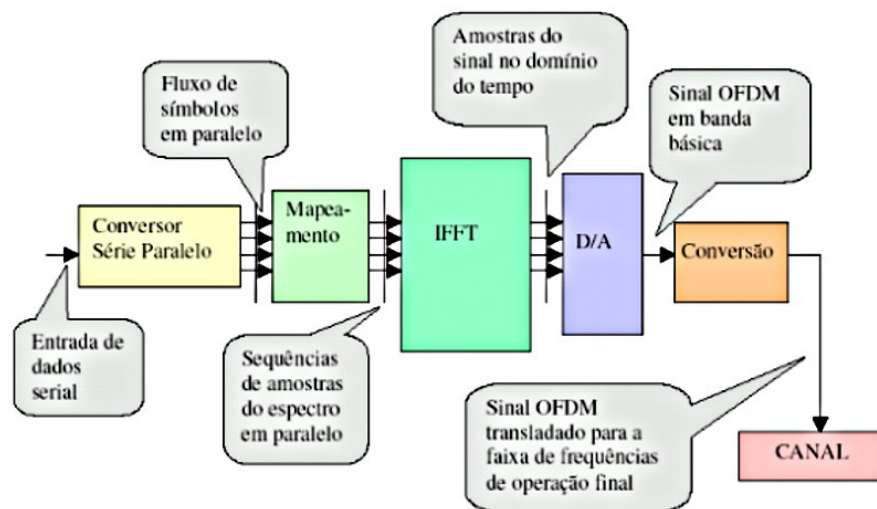 Amostras do
sinal no domínio
do tempo
Fluxo de
símbolos
em paralelo
Sinal OFDM
em banda
básica
Conversor
Série Paralelo
Mapea-
mento
IFFT
D/A
Conversão
Entrada de
dados
serial
Sequências
de amostras
do espectro
em paralelo
Sinal OFDM
transladado para a
faixa de frequências
de operação final
CANAL